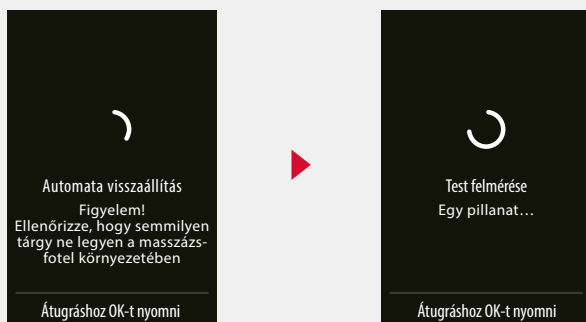 Automata visszaállítás
Figyelem!
Ellenőrizze, hogy semmilyen
tárgy ne legyen a masszázs-
fotel környezetében
Átugráshoz OK-t nyomni
Test felmérése
Egy pillanat…
Átugráshoz OK-t nyomni